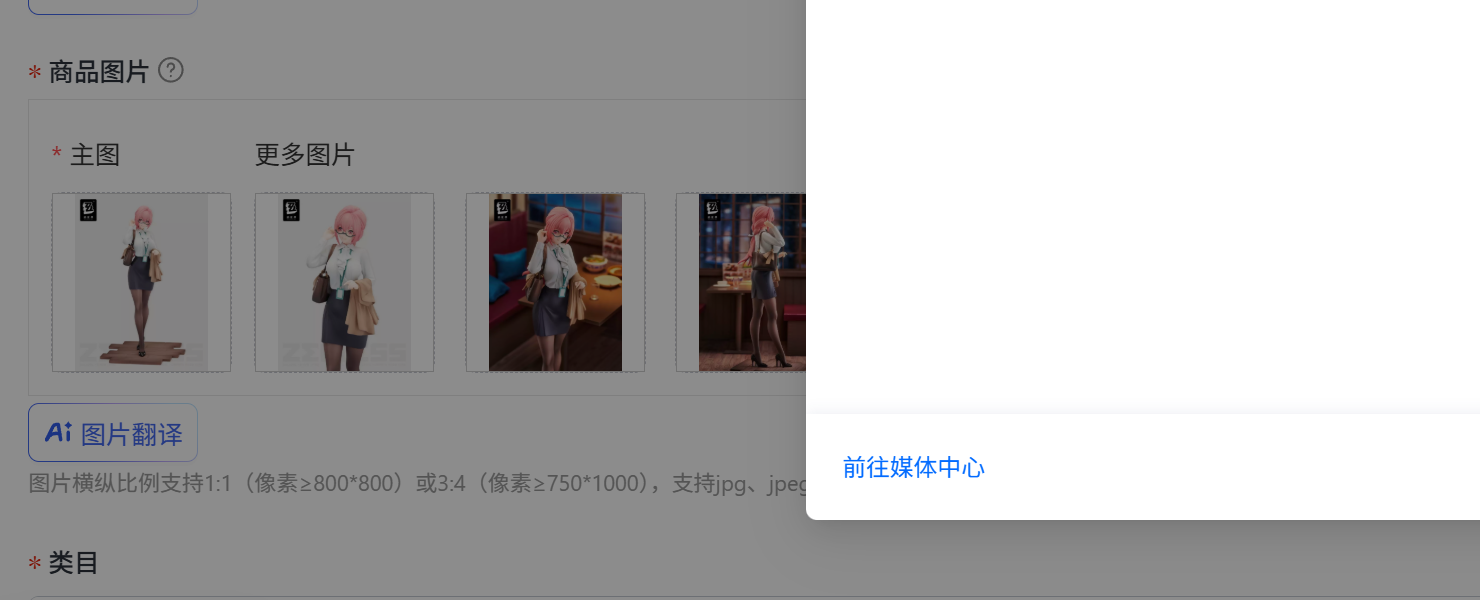 * 商品图片 ?
* 主图
更多图片
Ai 图片翻译
图片横纵比例支持1:1（像素≥800*800）或3:4（像素≥750*1000），支持jpg、jpeg
前往媒体中心
* 类目